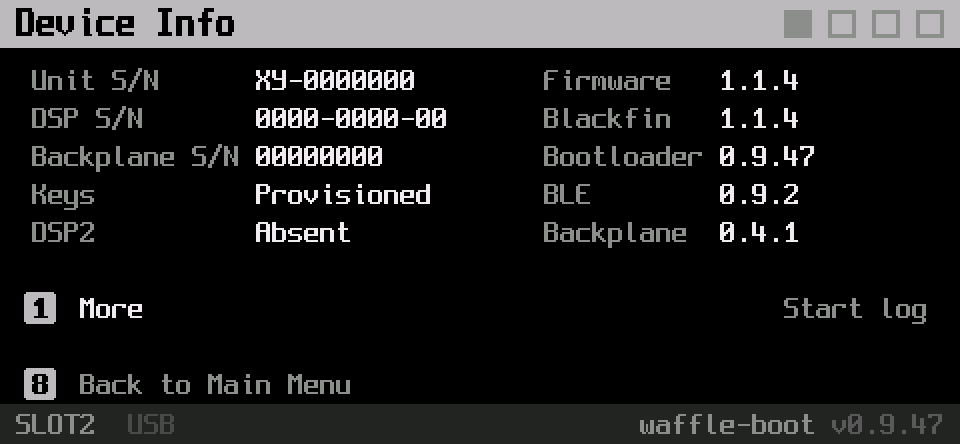 Device Info
Unit S/N XY-0000000 Firmware 1.1.4
DSP S/N 0000-0000-00 Blackfin 1.1.4
Backplane S/N 00000000 Bootloader 0.9.47
Keys Provisioned BLE 0.9.2
DSP2 Absent Backplane 0.4.1
1 More Start log
8 Back to Main Menu
SLOT2 USB waffle-boot v0.9.47